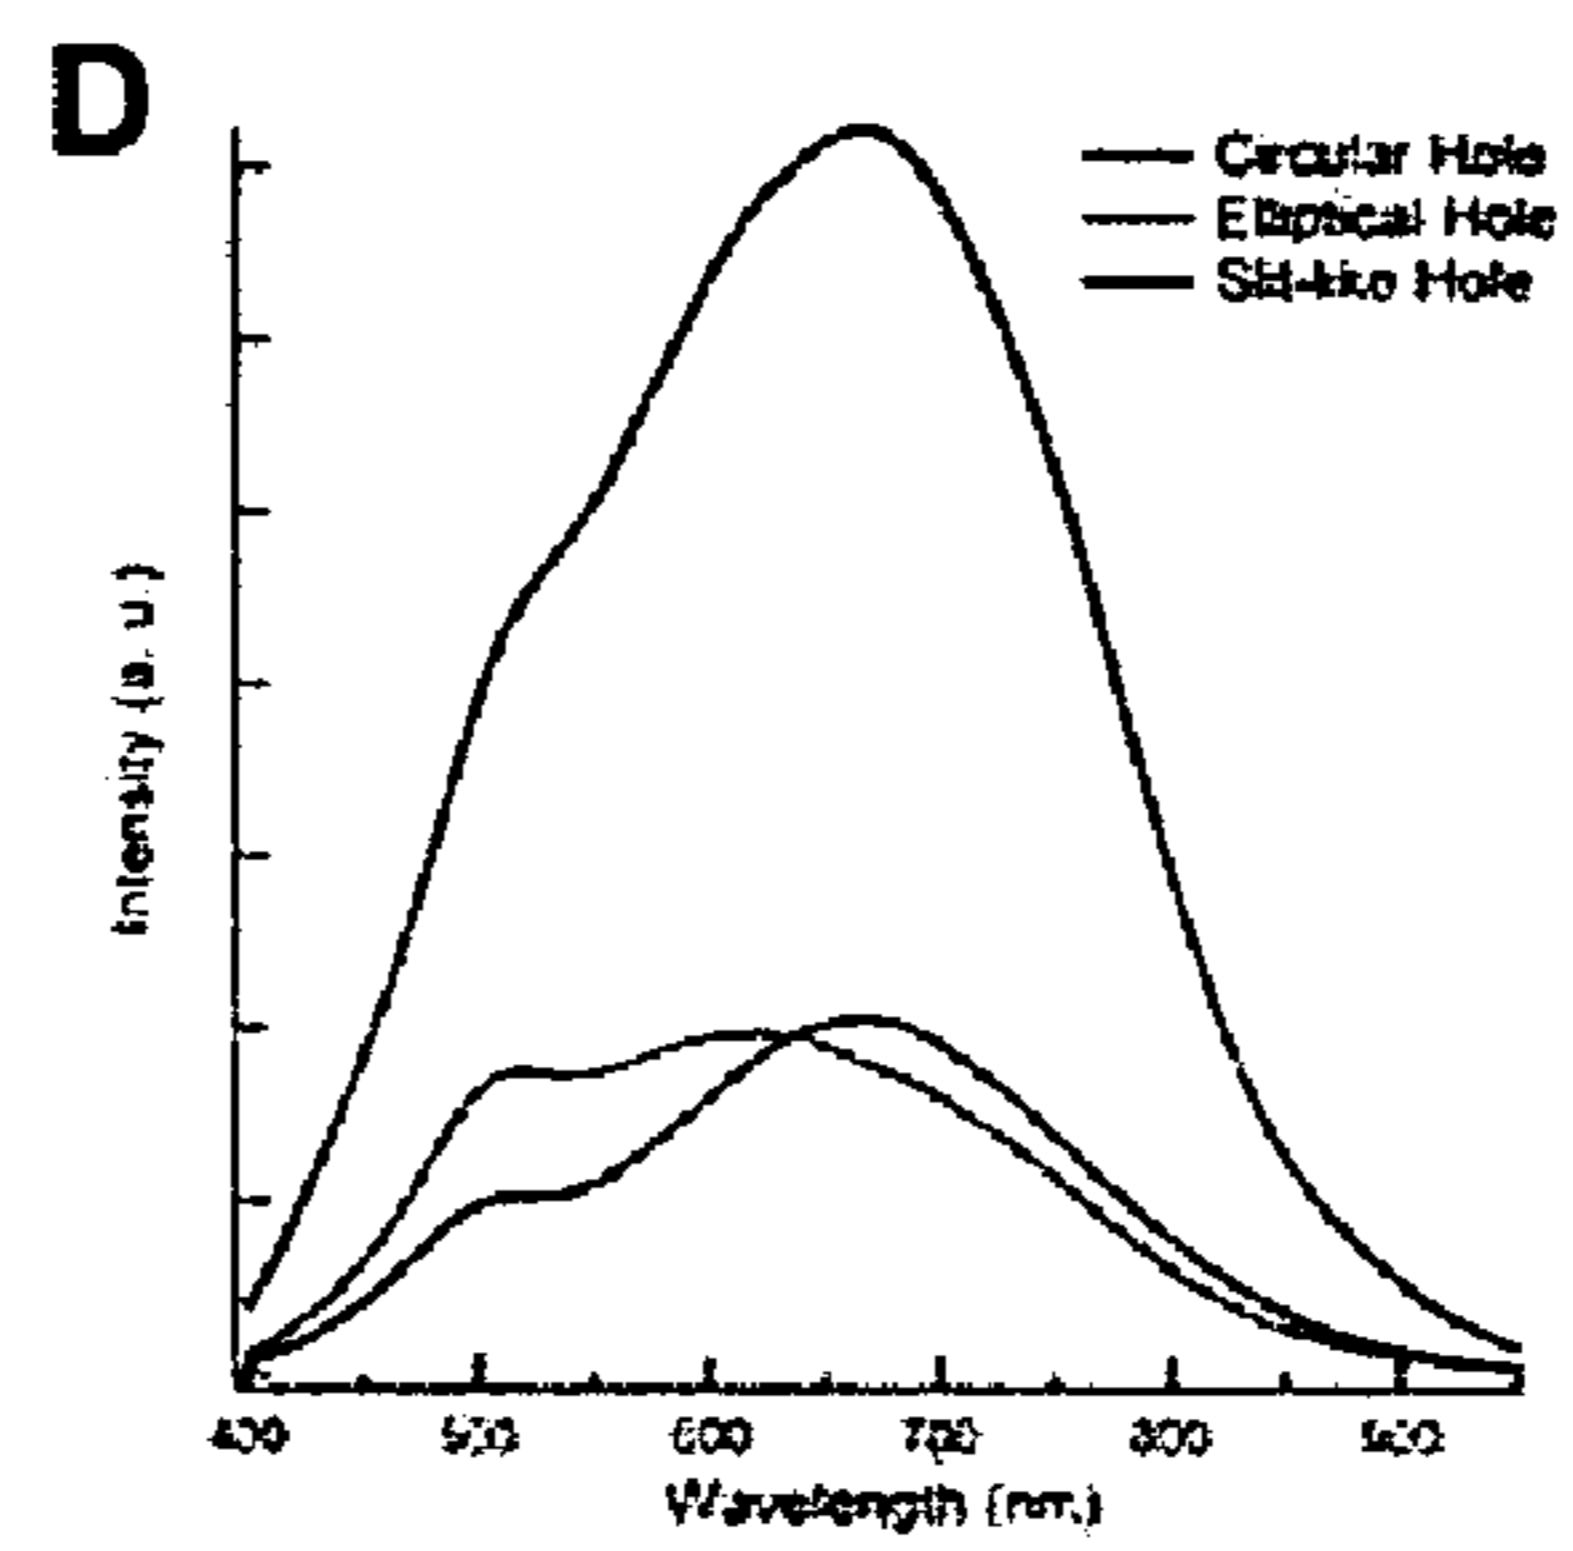 D
Circular Hole
Elliptical Hole
Slit-like Hole
Intensity (a. u.)
400 500 600 700 800 900
Wavelength (nm)